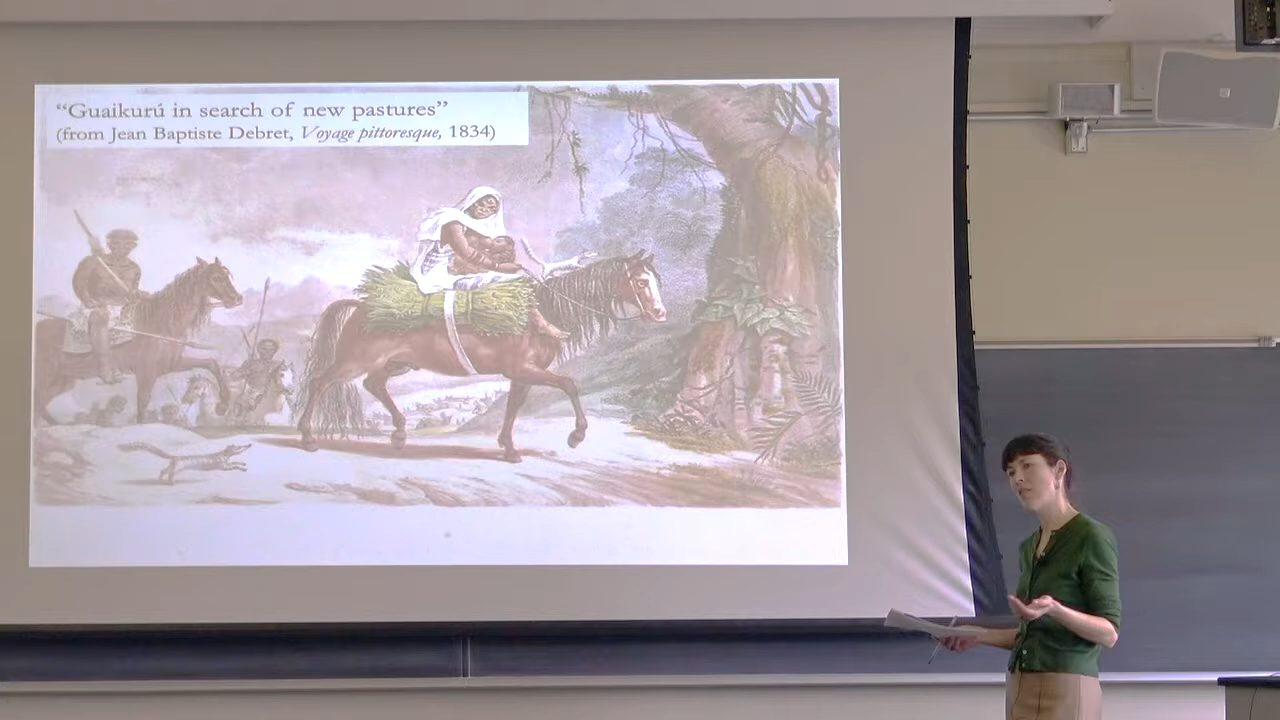 “Guaikurú in search of new pastures”
(from Jean Baptiste Debret, Voyage pittoresque, 1834)